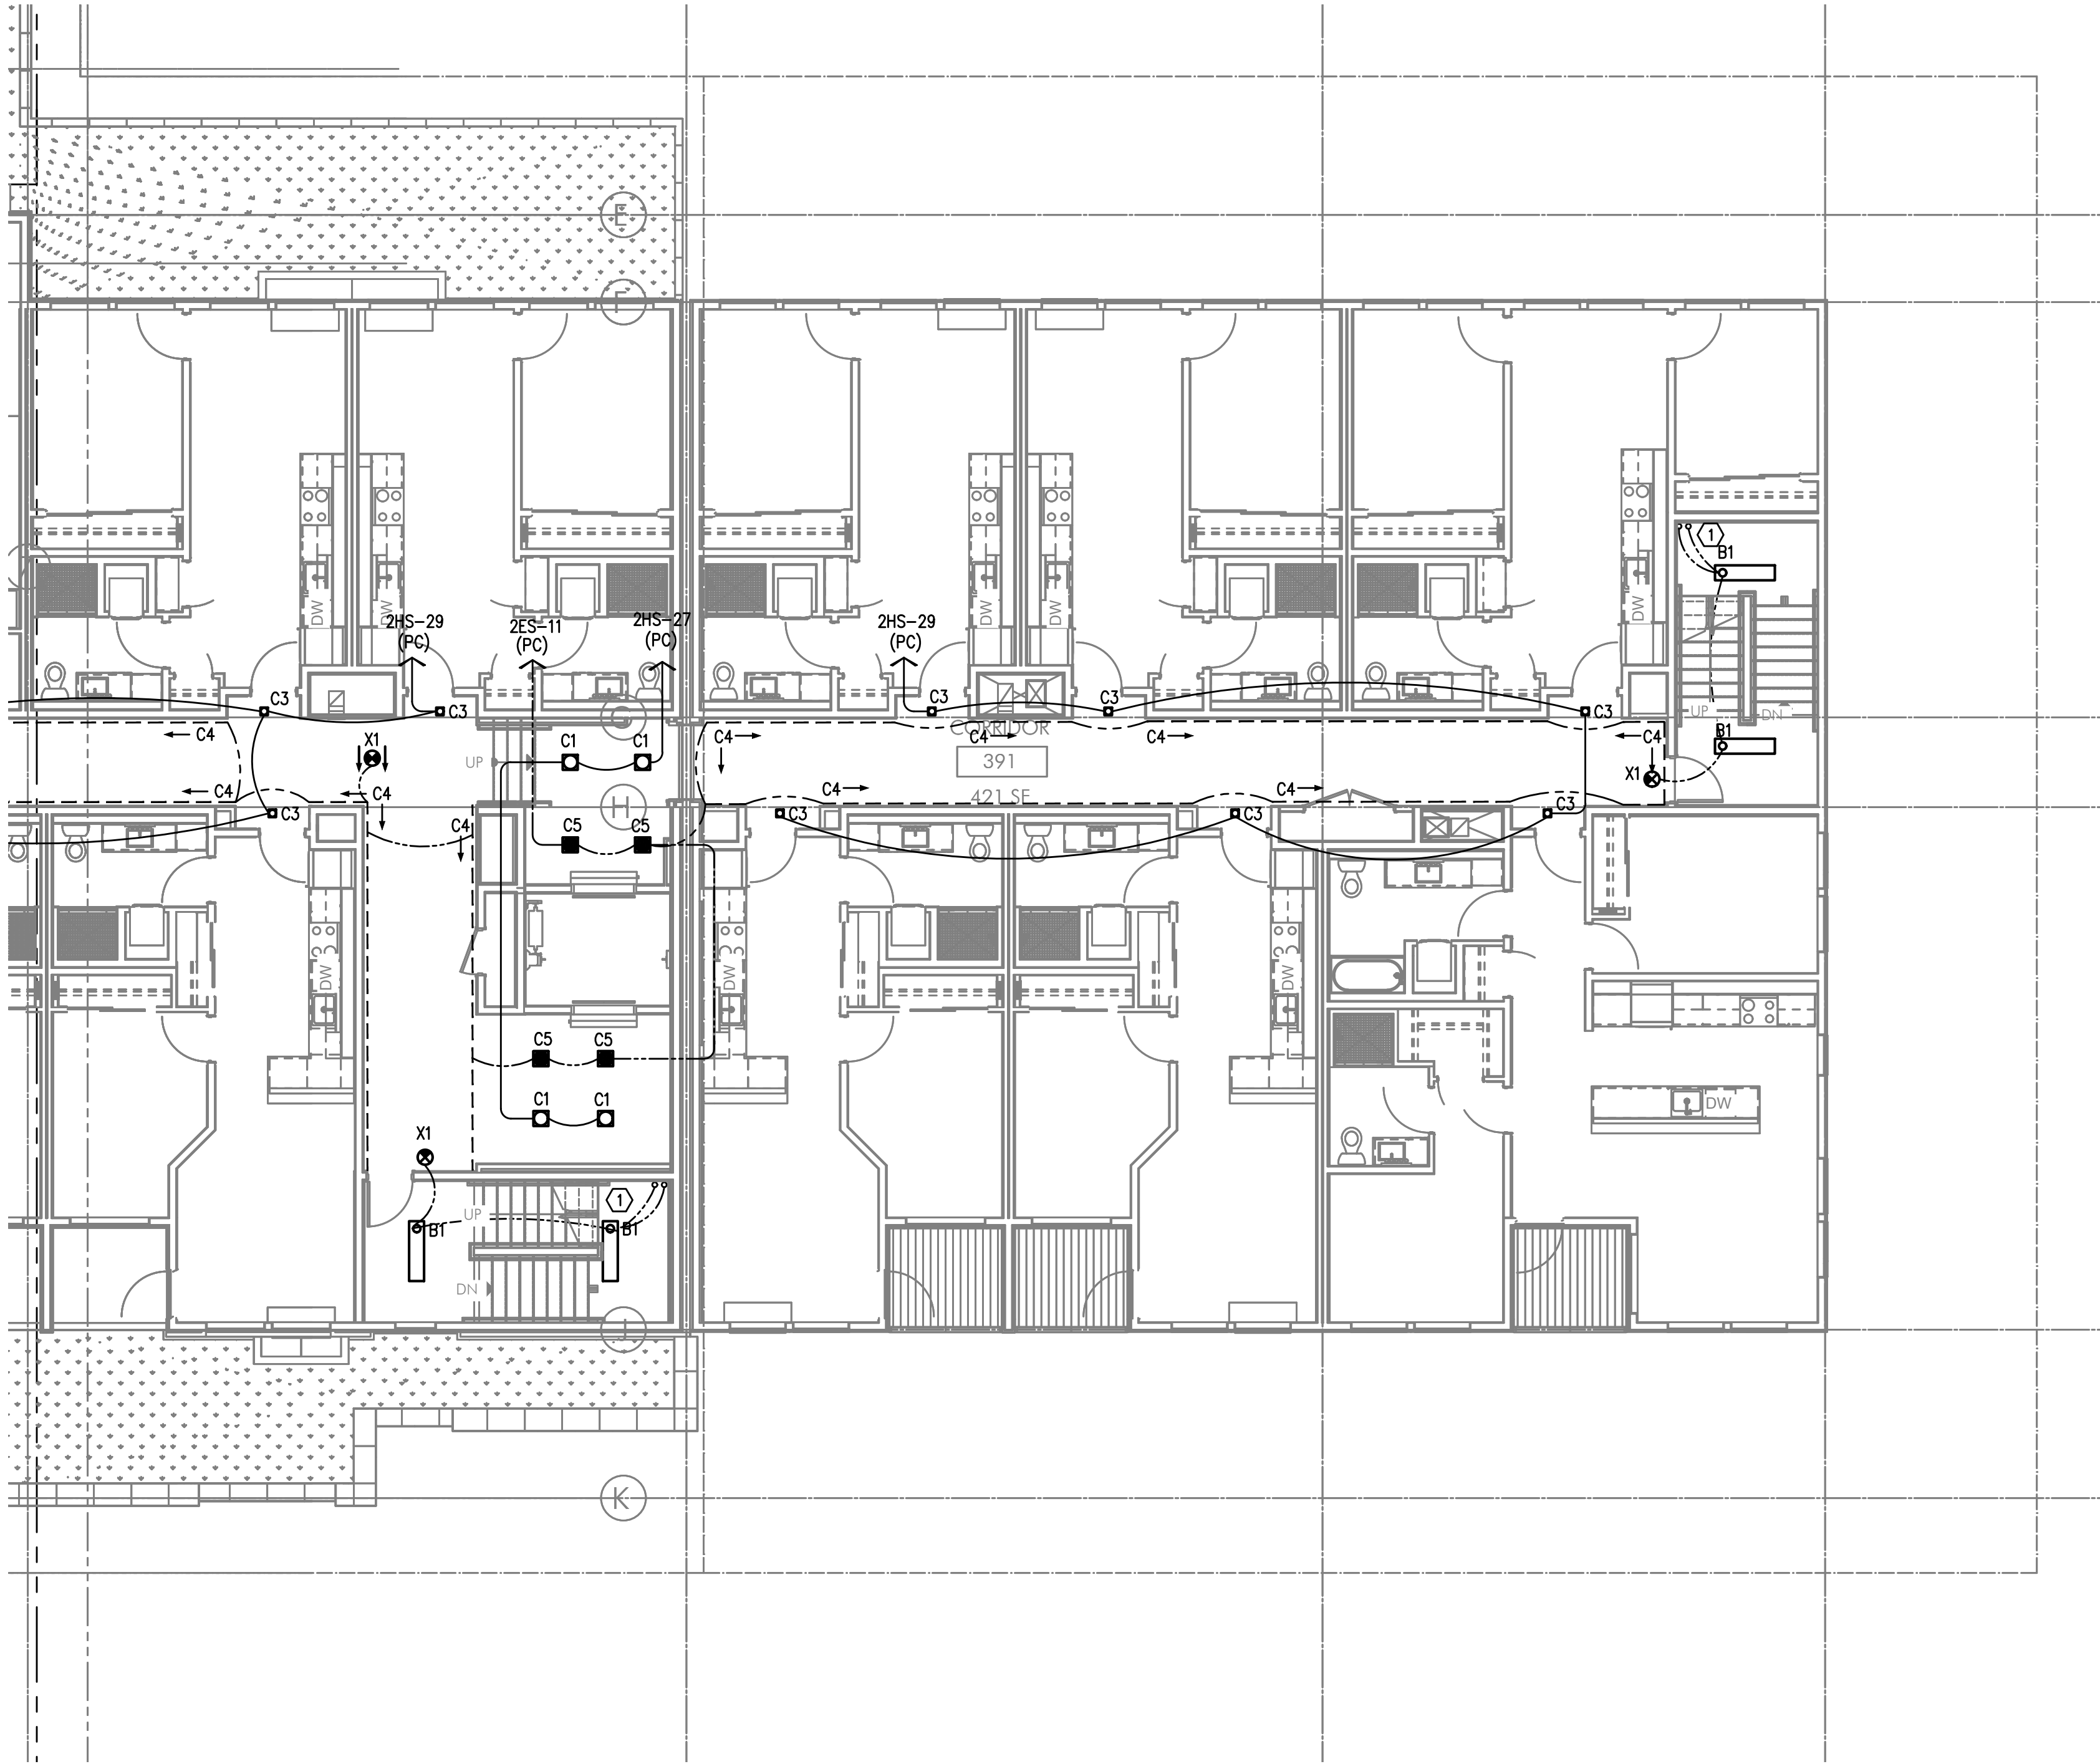 E
F
1
B1
DW
DW
DW
DW
2HS-29
(PC)
2ES-11
(PC)
2HS-27
(PC)
2HS-29
(PC)
C3
C3
C3
C3
C3
G
UP
DN
C4
X1
C1
C1
UP
C4
CORRIDOR
C4
C4
C4
B1
391
X1
C4
C4
C4
421 SF
C4
C4
H
C3
C3
C3
C3
C4
C5
C5
DW
DW
DW
C5
C5
DW
C1
C1
X1
1
UP
B1
B1
DN
J
K